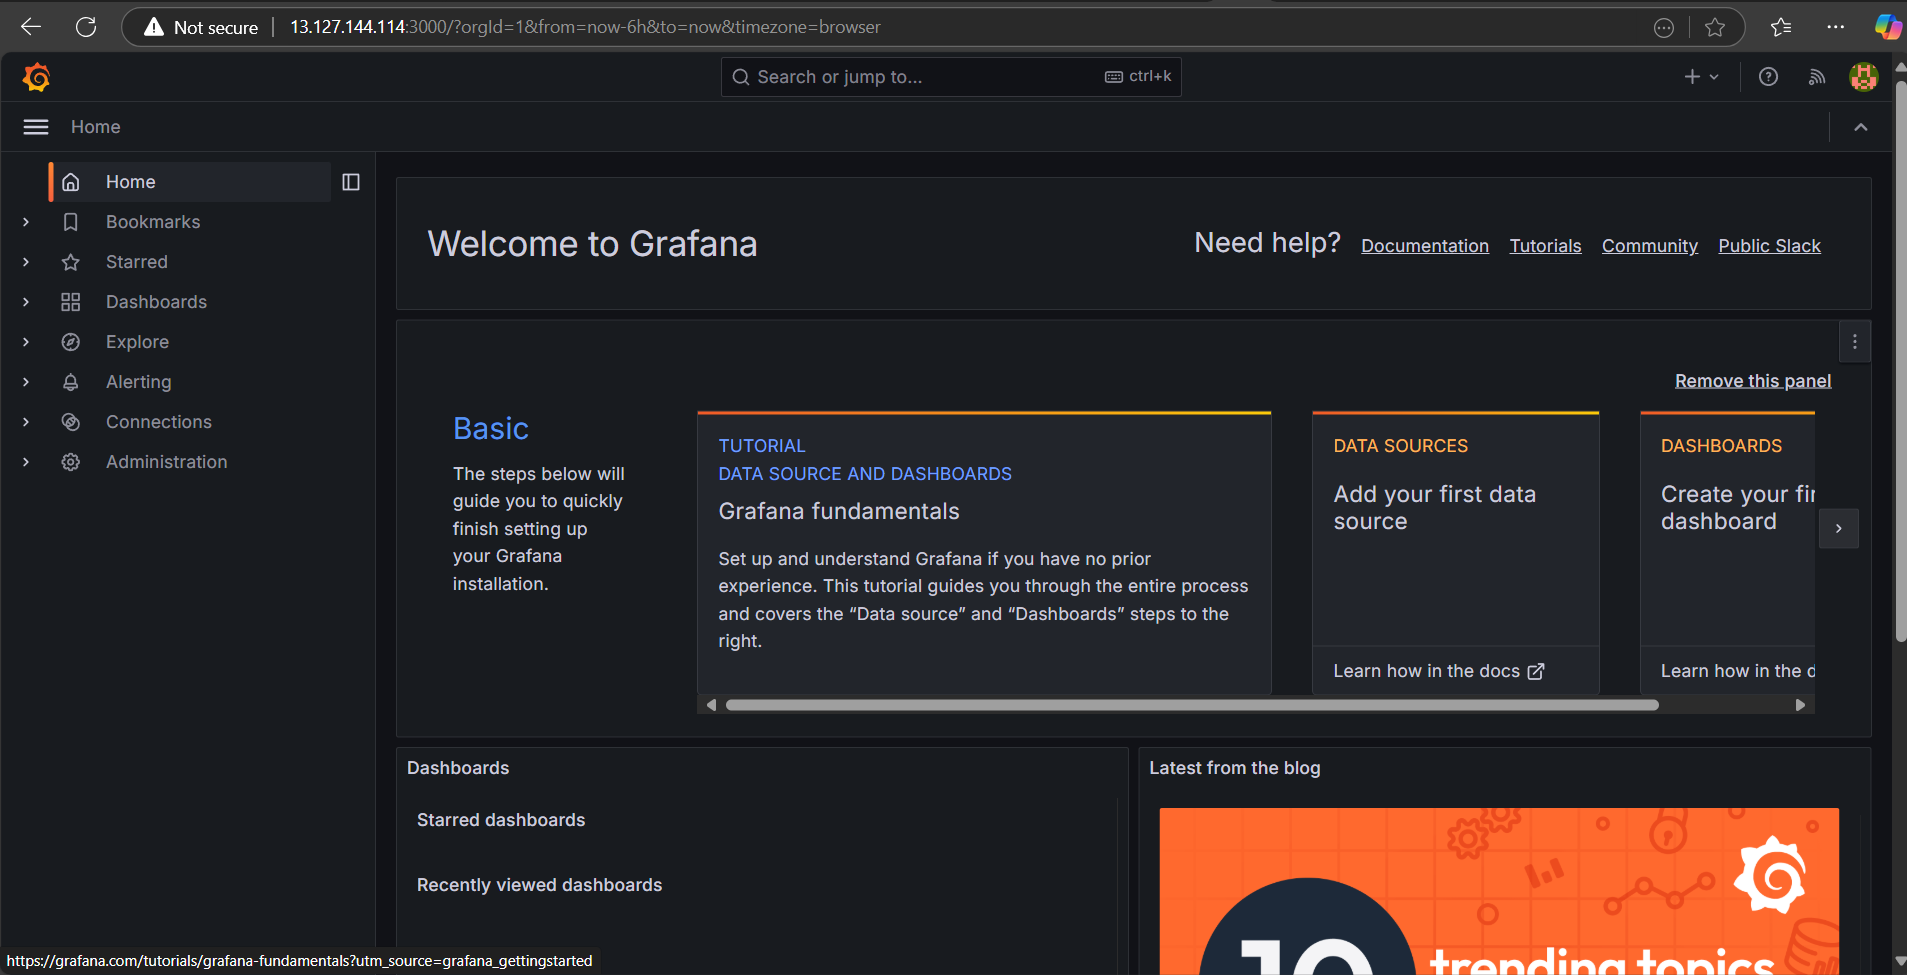 Not secure
13.127.144.114:3000/?orgId=1&from=now-6h&to=now&timezone=browser
Search or jump to...
ctrl+k
Home
Home
Bookmarks
Starred
Dashboards
Explore
Alerting
Connections
Administration
Welcome to Grafana
Need help?
Documentation
Tutorials
Community
Public Slack
Remove this panel
Basic
The steps below will
guide you to quickly
finish setting up
your Grafana
installation.
TUTORIAL
DATA SOURCE AND DASHBOARDS
Grafana fundamentals
Set up and understand Grafana if you have no prior
experience. This tutorial guides you through the entire process
and covers the “Data source” and “Dashboards” steps to the
right.
DATA SOURCES
Add your first data
source
Learn how in the docs
DASHBOARDS
Create your fir
dashboard
Learn how in the d
Dashboards
Starred dashboards
Recently viewed dashboards
Latest from the blog
10
trending topics
https://grafana.com/tutorials/grafana-fundamentals?utm_source=grafana_gettingstarted